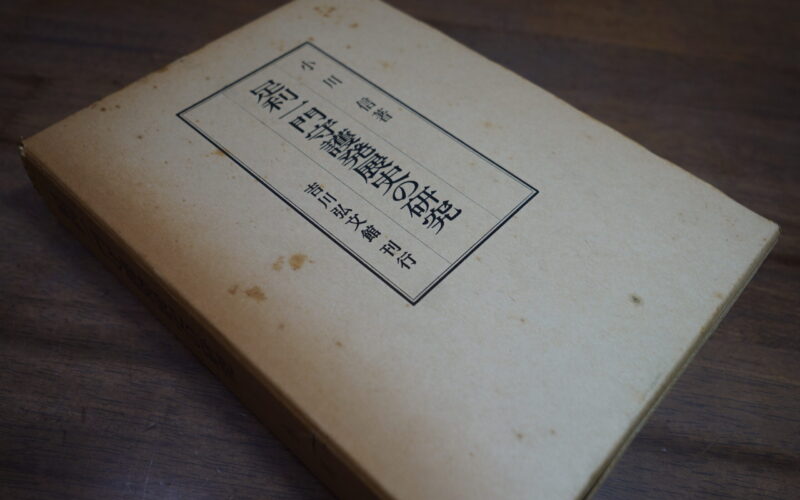 小川 信著
足利一門守護発展史の研究
吉川弘文館 刊行